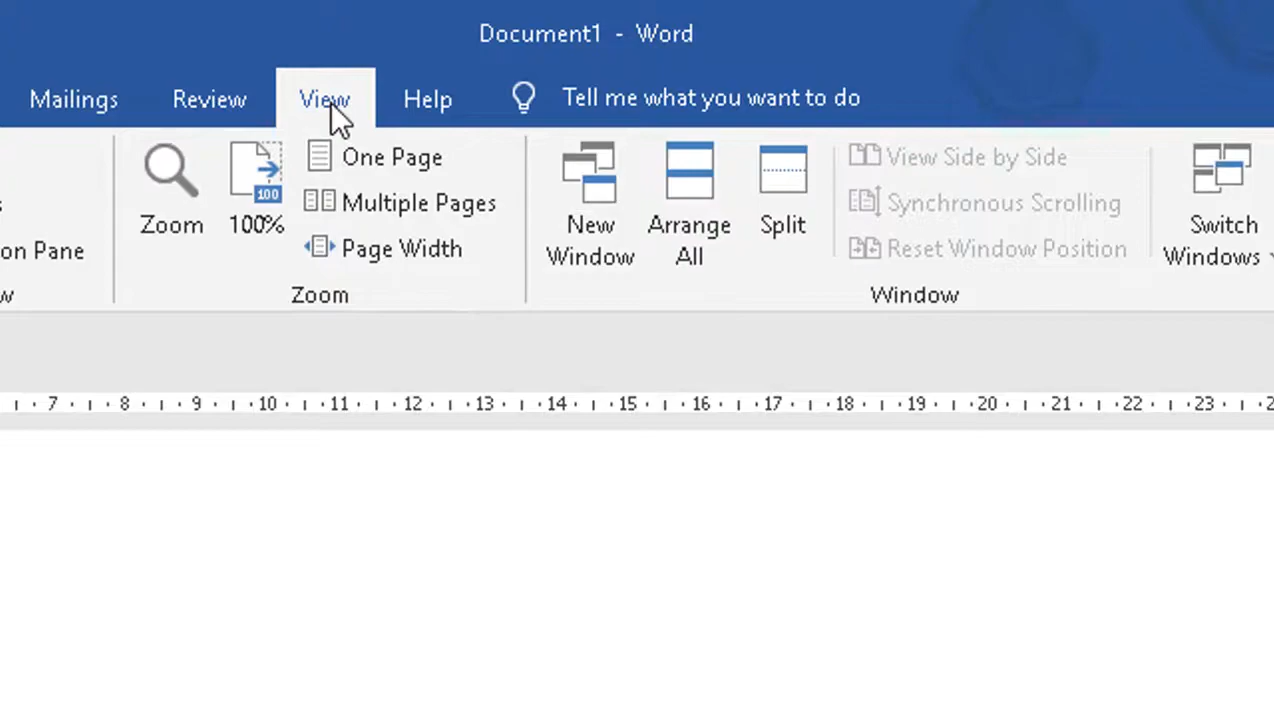 Document1 - Word
Mailings Review View Help Tell me what you want to do
One Page
Multiple Pages
Page Width
Zoom 100%
100
on Pane
Zoom
New Window
Arrange All
Split
View Side by Side
Synchronous Scrolling
Reset Window Position
Window
Switch Windows
7 8 9 10 11 12 13 14 15 16 17 18 19 20 21 22 23